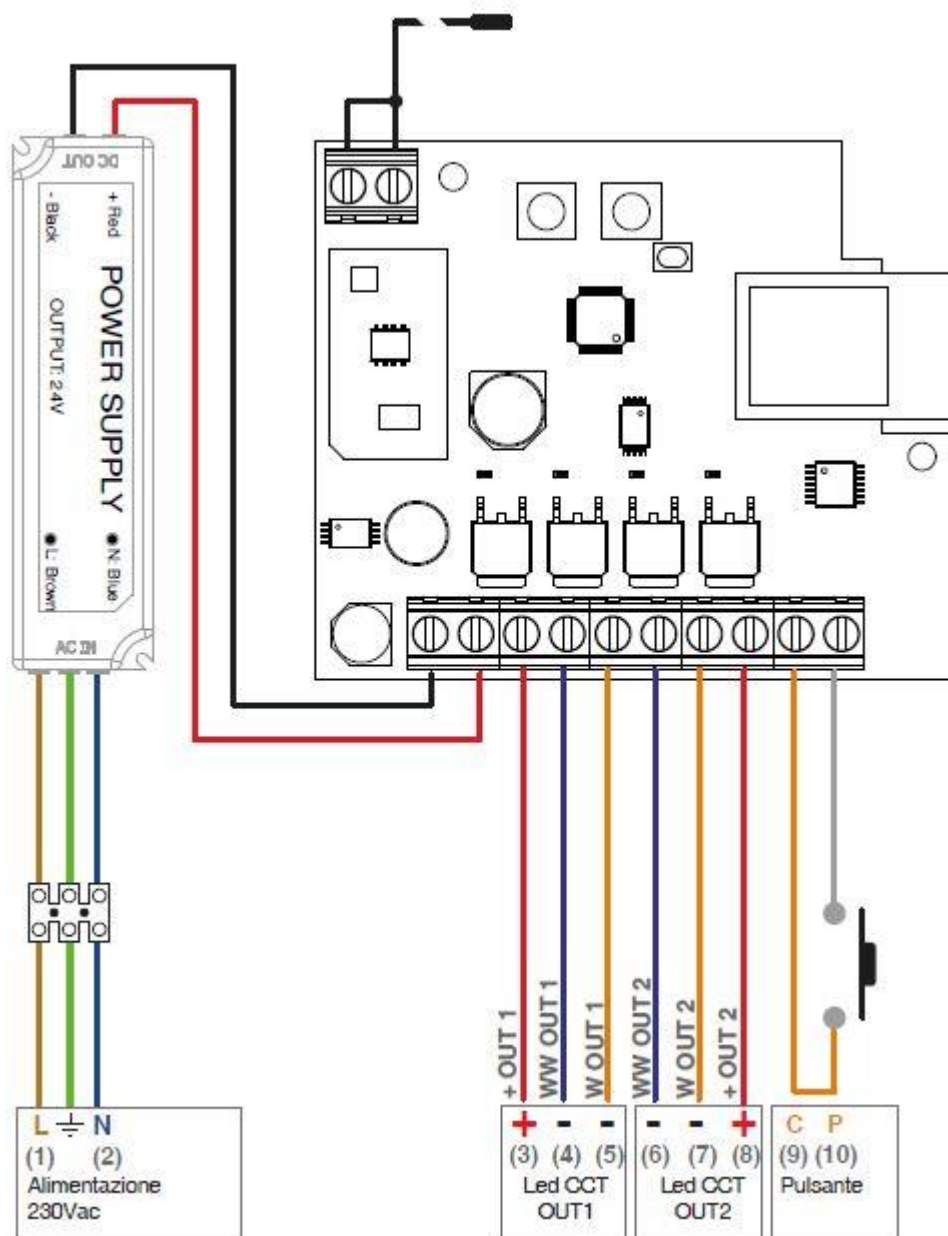 DC OUT
+ Red
- Black
POWER SUPPLY
OUTPUT: 24V
N: Blue
L: Brown
AC IN
+ OUT 1
WW OUT 1
W OUT 1
WW OUT 2
W OUT 2
+ OUT 2
L N
(1) (2)
Alimentazione
230Vac
+ - -
(3) (4) (5)
Led CCT
OUT1
- - +
(6) (7) (8)
Led CCT
OUT2
C P
(9) (10)
Pulsante